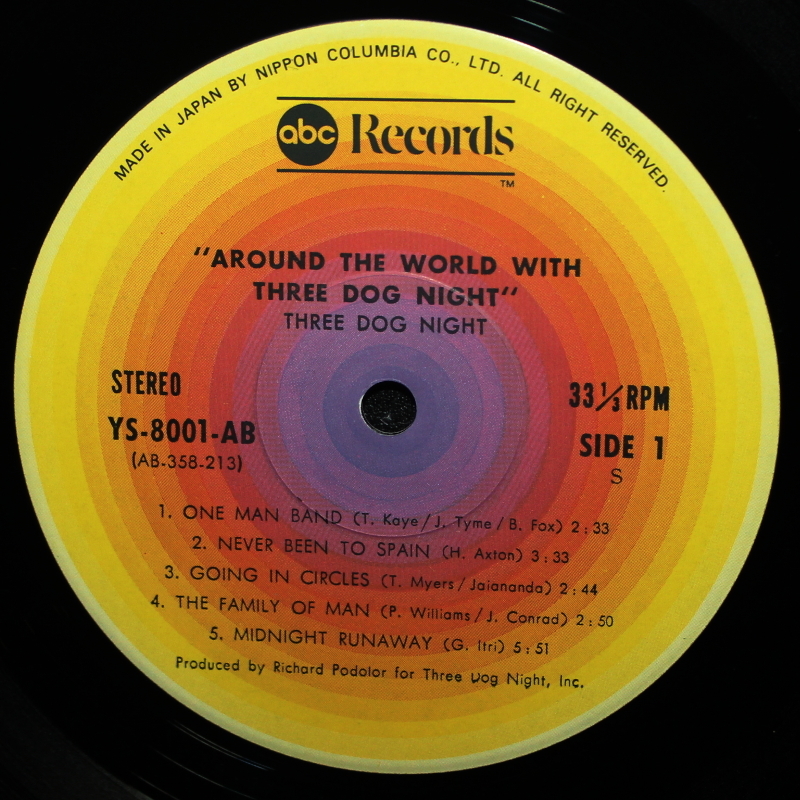 MADE IN JAPAN BY NIPPON COLUMBIA CO., LTD. ALL RIGHT RESERVED.
abc Records
TM
"AROUND THE WORLD WITH
THREE DOG NIGHT"
THREE DOG NIGHT
STEREO
33 1/3 RPM
YS-8001-AB
SIDE 1
(AB-358-213)
S
1. ONE MAN BAND (T. Kaye/J. Tyme/B. Fox) 2:33
2. NEVER BEEN TO SPAIN (H. Axton) 3:33
3. GOING IN CIRCLES (T. Myers/Jaiananda) 2:44
4. THE FAMILY OF MAN (P. Williams/J. Conrad) 2:50
5. MIDNIGHT RUNAWAY (G. Itri) 5:51
Produced by Richard Podolor for Three Dog Night, Inc.